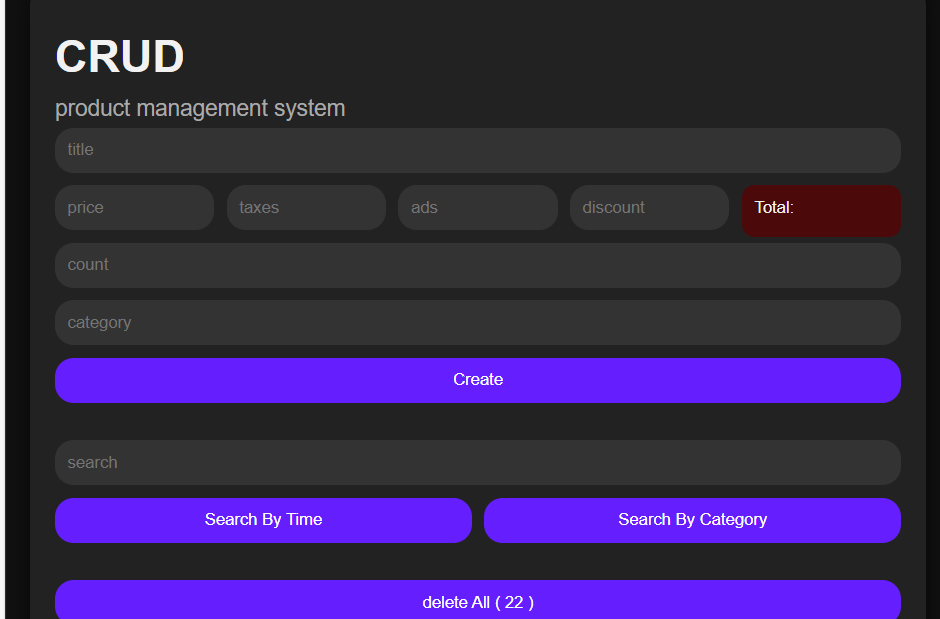 CRUD
product management system
title
price taxes ads discount Total:
count
category
Create
search
Search By Time Search By Category
delete All ( 22 )